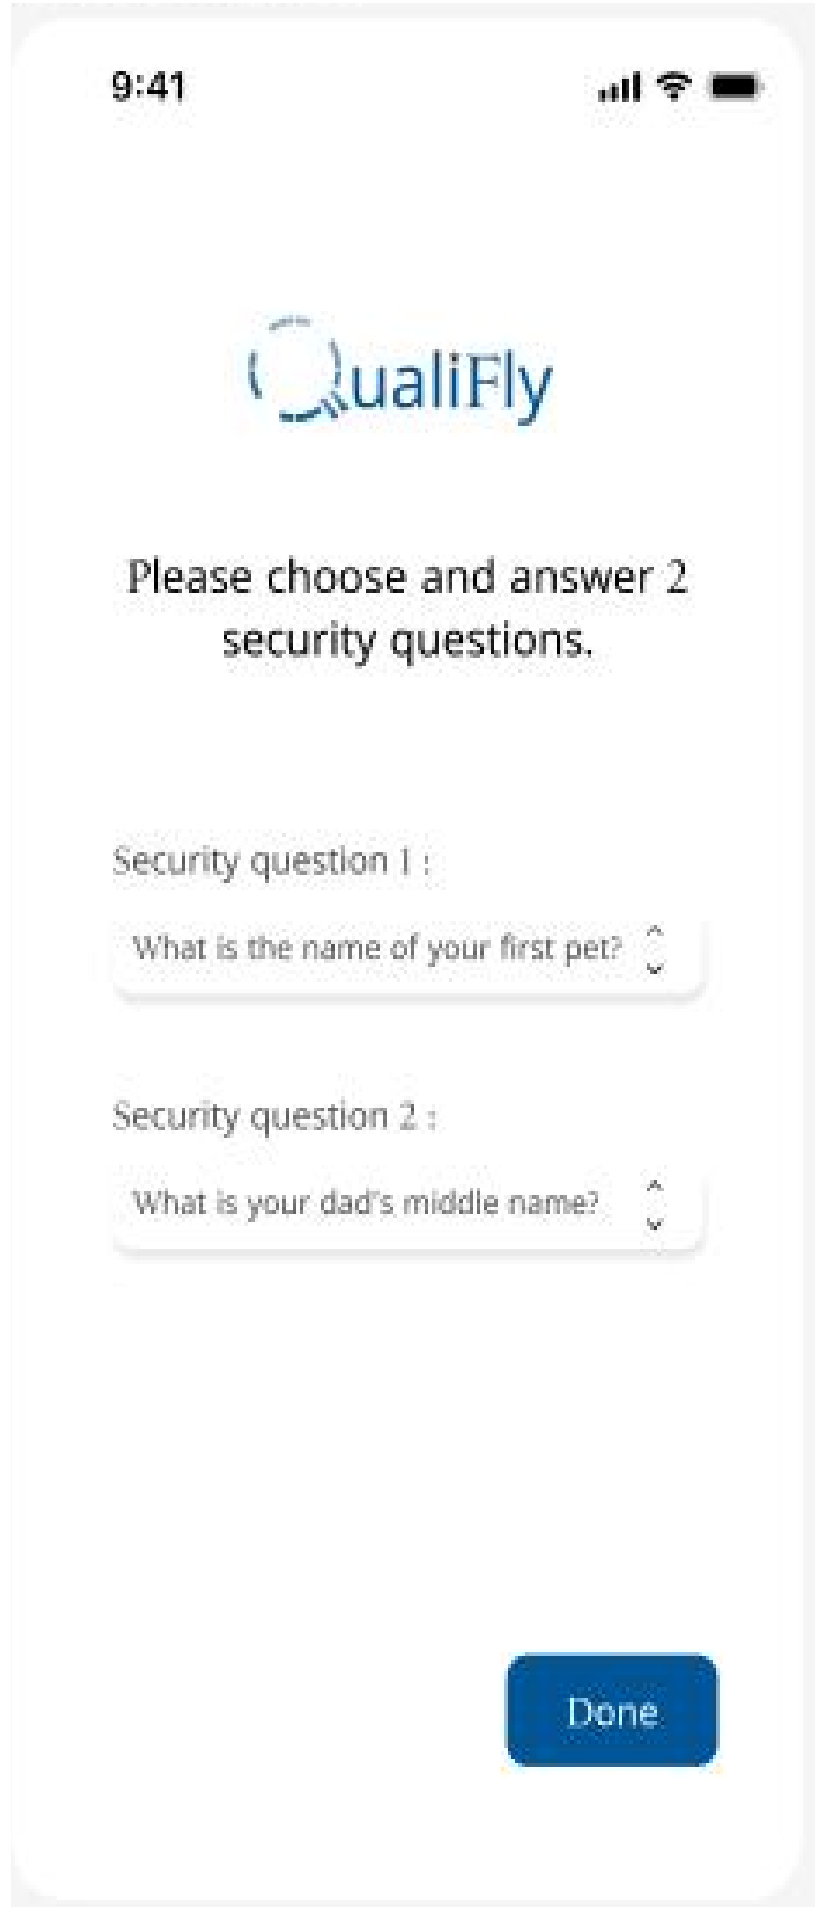 9:41
QualiFly
Please choose and answer 2
security questions.
Security question 1 :
What is the name of your first pet?
Security question 2 :
What is your dad's middle name?
Done